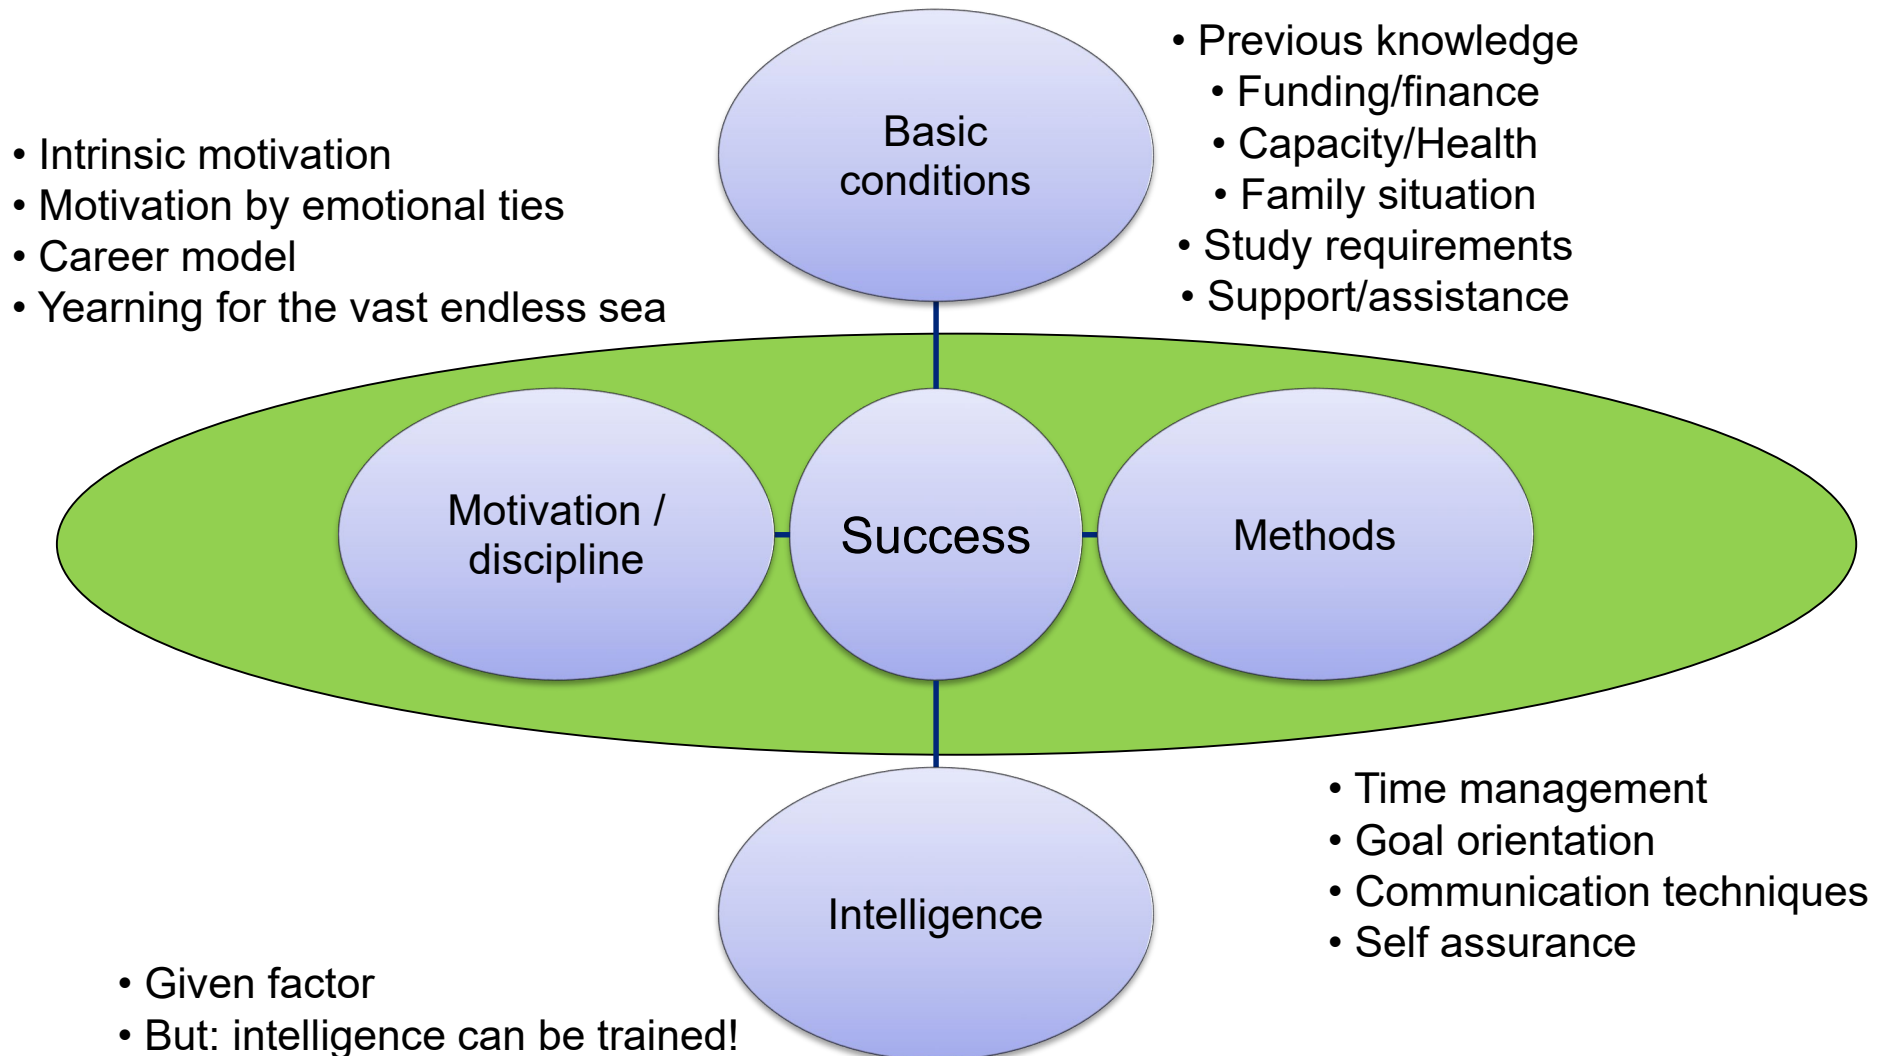 Basic
conditions
• Previous knowledge
• Funding/finance
• Capacity/Health
• Family situation
• Study requirements
• Support/assistance
• Intrinsic motivation
• Motivation by emotional ties
• Career model
• Yearning for the vast endless sea
Motivation /
discipline
Success
Methods
Intelligence
• Time management
• Goal orientation
• Communication techniques
• Self assurance
• Given factor
• But: intelligence can be trained!